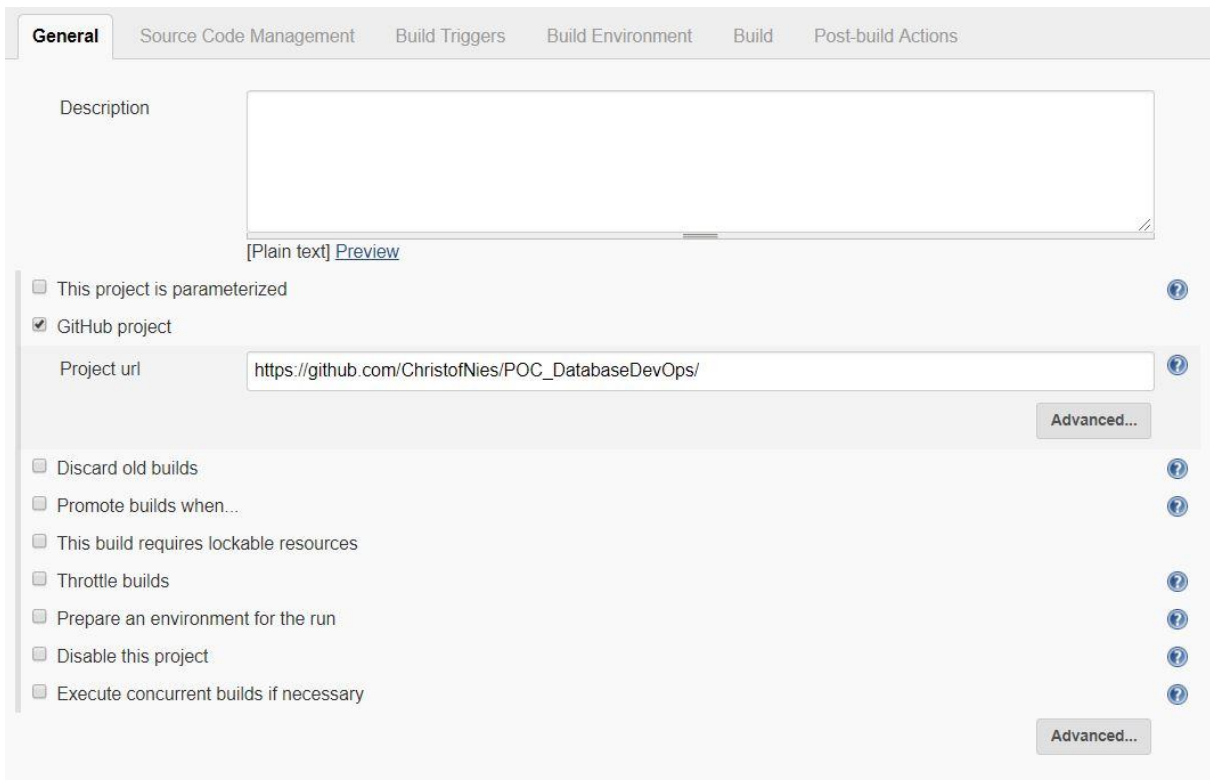 General Source Code Management Build Triggers Build Environment Build Post-build Actions
Description
[Plain text] Preview
This project is parameterized
GitHub project
Project url https://github.com/ChristofNies/POC_DatabaseDevOps/
Advanced...
Discard old builds
Promote builds when...
This build requires lockable resources
Throttle builds
Prepare an environment for the run
Disable this project
Execute concurrent builds if necessary
Advanced...